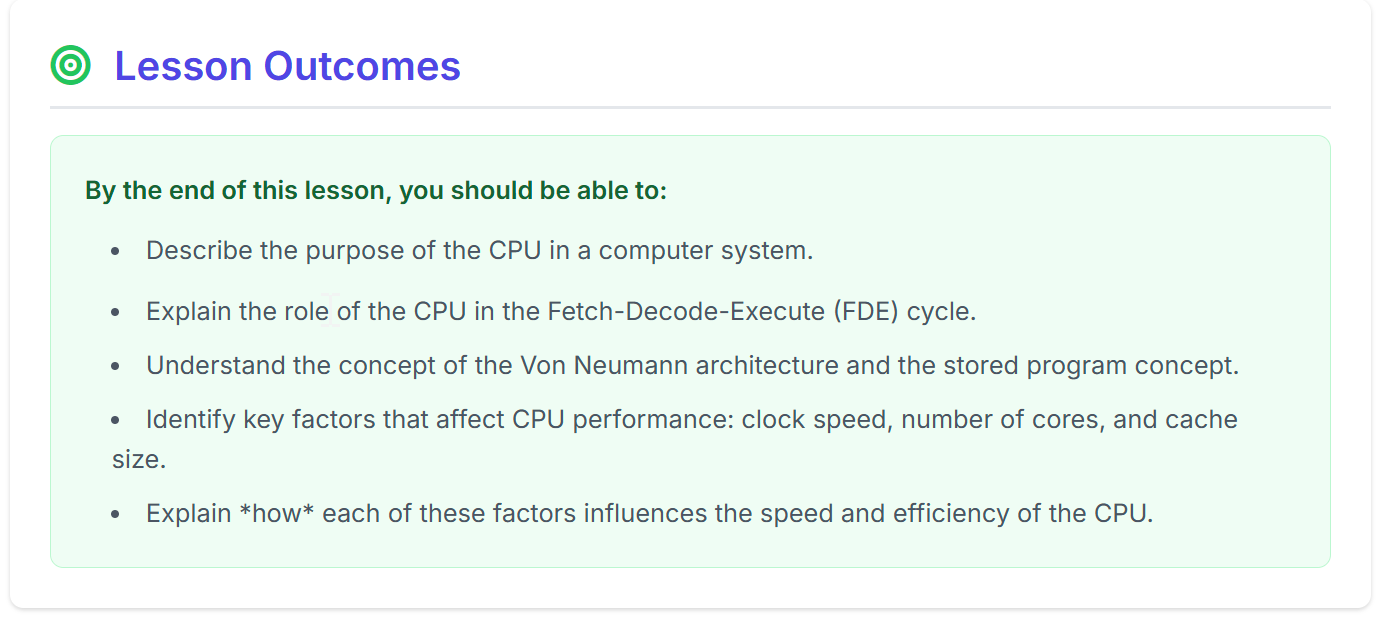 Lesson Outcomes
By the end of this lesson, you should be able to:
• Describe the purpose of the CPU in a computer system.
• Explain the role of the CPU in the Fetch-Decode-Execute (FDE) cycle.
• Understand the concept of the Von Neumann architecture and the stored program concept.
• Identify key factors that affect CPU performance: clock speed, number of cores, and cache
size.
• Explain *how* each of these factors influences the speed and efficiency of the CPU.